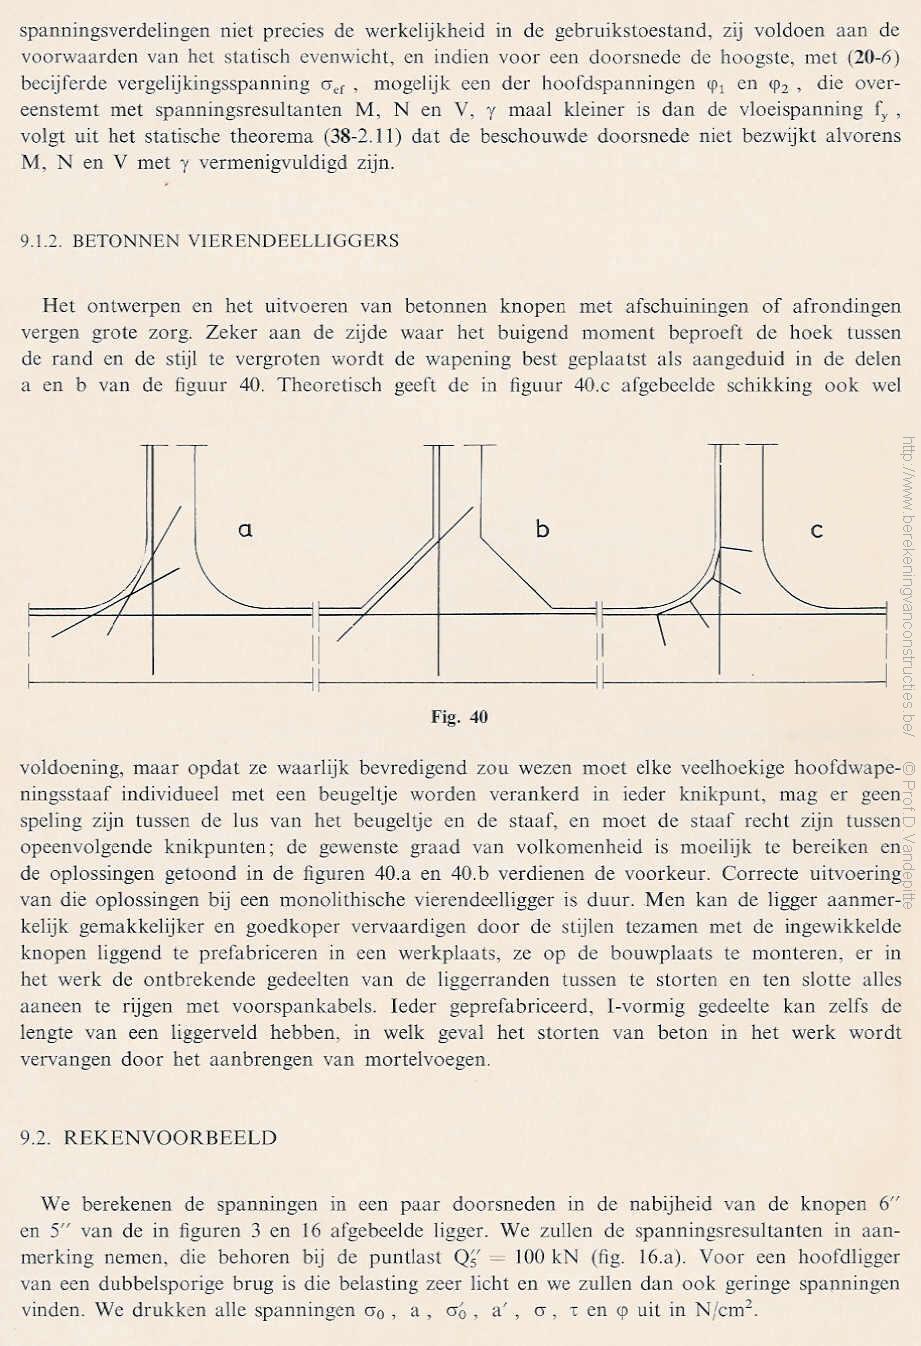 spanningsverdelingen niet precies de werkelijkheid in de gebruikstoestand, zij voldoen aan de
voorwaarden van het statisch evenwicht, en indien voor een doorsnede de hoogste, met (20-6)
becijferde vergelijkingsspanning σef , mogelijk een der hoofdspanningen φ1 en φ2 , die over-
eenstemt met spanningsresultanten M, N en V, γ maal kleiner is dan de vloeispanning fy ,
volgt uit het statische theorema (38-2.11) dat de beschouwde doorsnede niet bezwijkt alvorens
M, N en V met γ vermenigvuldigd zijn.
9.1.2. BETONNEN VIERENDEELLIGGERS
Het ontwerpen en het uitvoeren van betonnen knopen met afschuiningen of afrondingen
vergen grote zorg. Zeker aan de zijde waar het buigend moment beproeft de hoek tussen
de rand en de stijl te vergroten wordt de wapening best geplaatst als aangeduid in de delen
a en b van de figuur 40. Theoretisch geeft de in figuur 40.c afgebeelde schikking ook wel
a
b
c
Fig. 40
voldoening, maar opdat ze waarlijk bevredigend zou wezen moet elke veelhoekige hoofdwape-
ningsstaaf individueel met een beugeltje worden verankerd in ieder knikpunt, mag er geen
speling zijn tussen de lus van het beugeltje en de staaf, en moet de staaf recht zijn tussen
opeenvolgende knikpunten; de gewenste graad van volkomenheid is moeilijk te bereiken en
de oplossingen getoond in de figuren 40.a en 40.b verdienen de voorkeur. Correcte uitvoering
van die oplossingen bij een monolithische vierendeelligger is duur. Men kan de ligger aanmer-
kelijk gemakkelijker en goedkoper vervaardigen door de stijlen tezamen met de ingewikkelde
knopen liggend te prefabriceren in een werkplaats, ze op de bouwplaats te monteren, er in
het werk de ontbrekende gedeelten van de liggerranden tussen te storten en ten slotte alles
aaneen te rijgen met voorspankabels. Ieder geprefabriceerd, I-vormig gedeelte kan zelfs de
lengte van een liggerveld hebben, in welk geval het storten van beton in het werk wordt
vervangen door het aanbrengen van mortelvoegen.
9.2. REKENVOORBEELD
We berekenen de spanningen in een paar doorsneden in de nabijheid van de knopen 6″
en 5″ van de in figuren 3 en 16 afgebeelde ligger. We zullen de spanningsresultanten in aan-
merking nemen, die behoren bij de puntlast Q5″ = 100 kN (fig. 16.a). Voor een hoofdligger
van een dubbelsporige brug is die belasting zeer licht en we zullen dan ook geringe spanningen
vinden. We drukken alle spanningen σ0 , a , σ0′ , a′ , σ , τ en φ uit in N/cm².
http://www.berekeningvanconstructies.be/ © Prof D. Vandepitte